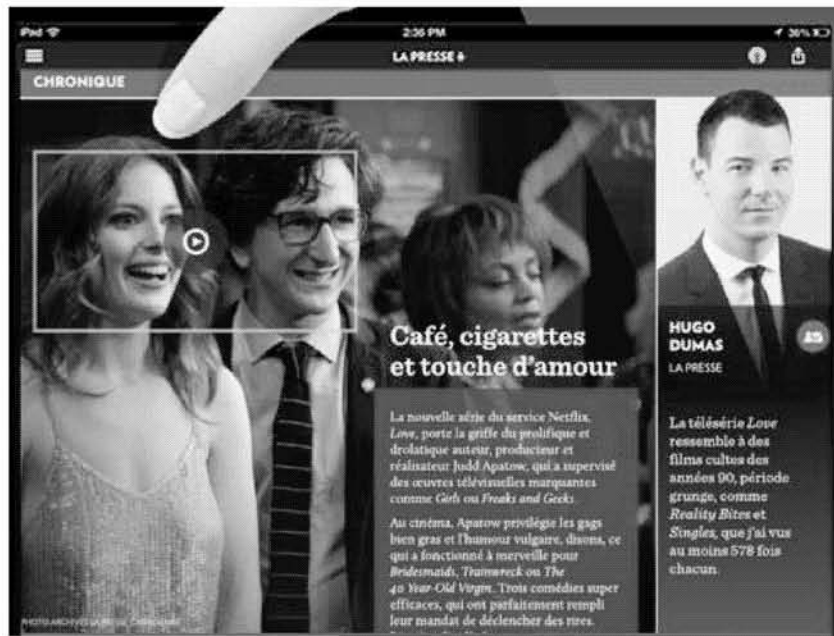 iPad
2:36 PM
36%
LA PRESSE+
CHRONIQUE
Café, cigarettes
et touche d'amour
La nouvelle série du service Netflix,
Love, porte la griffe du prolifique et
drolatique auteur, producteur et
réalisateur Judd Apatow, qui a supervisé
des œuvres télévisuelles marquantes
comme Girls ou Freaks and Geeks.
Au cinéma, Apatow privilégie les gags
bien gras et l'humour vulgaire, disons, ce
qui a fonctionné à merveille pour
Bridesmaids, Trainwreck ou The
40 Year-Old Virgin. Trois comédies super
efficaces, qui ont parfaitement rempli
leur mandat de déclencher des rires.
HUGO
DUMAS
LA PRESSE
La télésérie Love
ressemble à des
films cultes des
années 90, période
grunge, comme
Reality Bites et
Singles, que j'ai vus
au moins 578 fois
chacun.
PHOTO ARCHIVES LA PRESSE